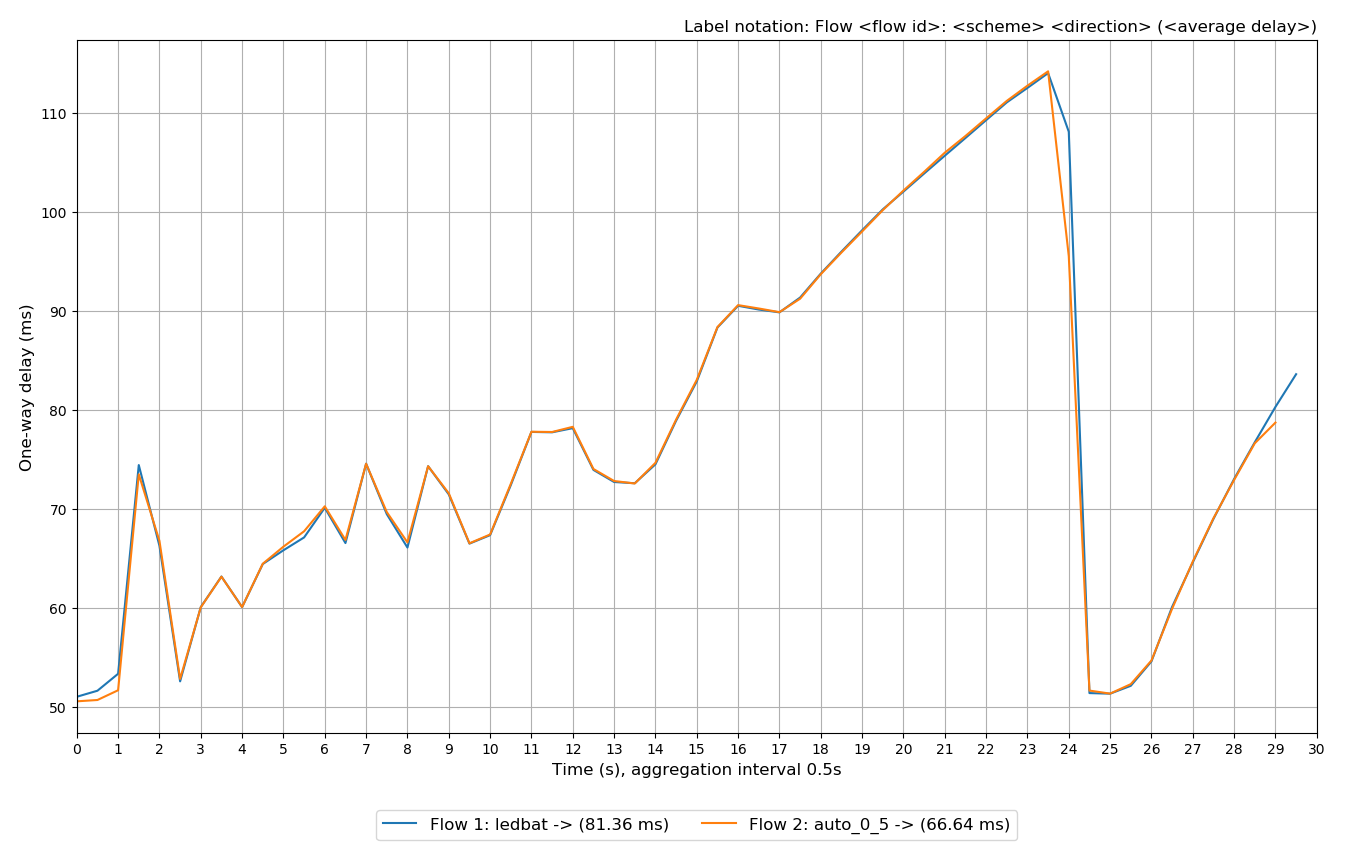 Label notation: Flow <flow id>: <scheme> <direction> (<average delay>)
One-way delay (ms)
110
100
90
80
70
60
50
0 1 2 3 4 5 6 7 8 9 10 11 12 13 14 15 16 17 18 19 20 21 22 23 24 25 26 27 28 29 30
Time (s), aggregation interval 0.5s
Flow 1: ledbat -> (81.36 ms) Flow 2: auto_0_5 -> (66.64 ms)